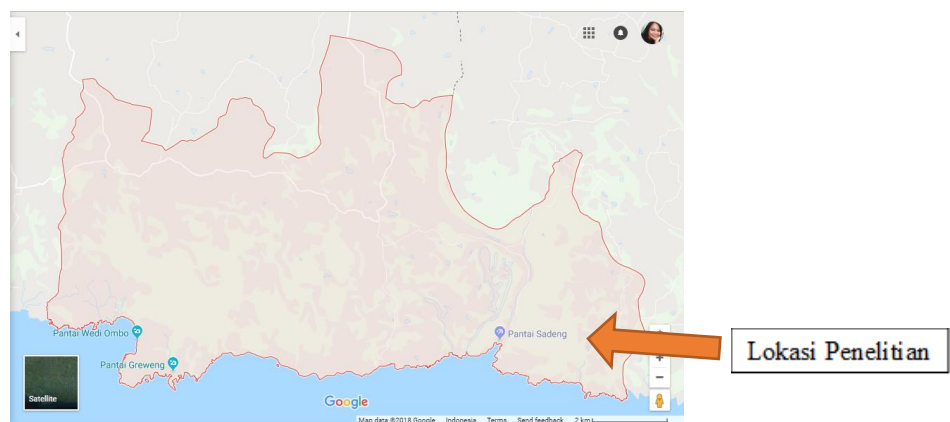 Pantai Wedi Ombo
Pantai Sadeng
Pantai Greweng
Lokasi Penelitian
Satellite
Google
Map data ©2018 Google Indonesia Terms Send feedback 2 km